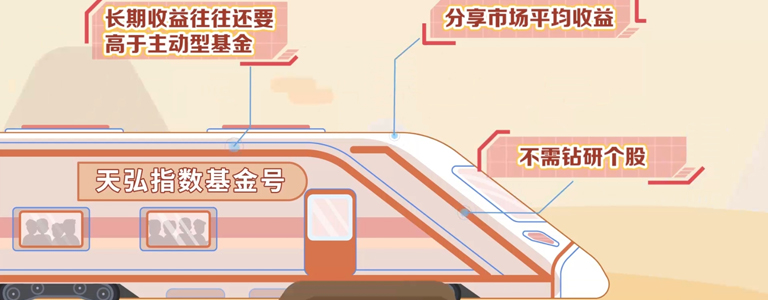 长期收益往往还要
高于主动型基金
分享市场平均收益
不需钻研个股
天弘指数基金号